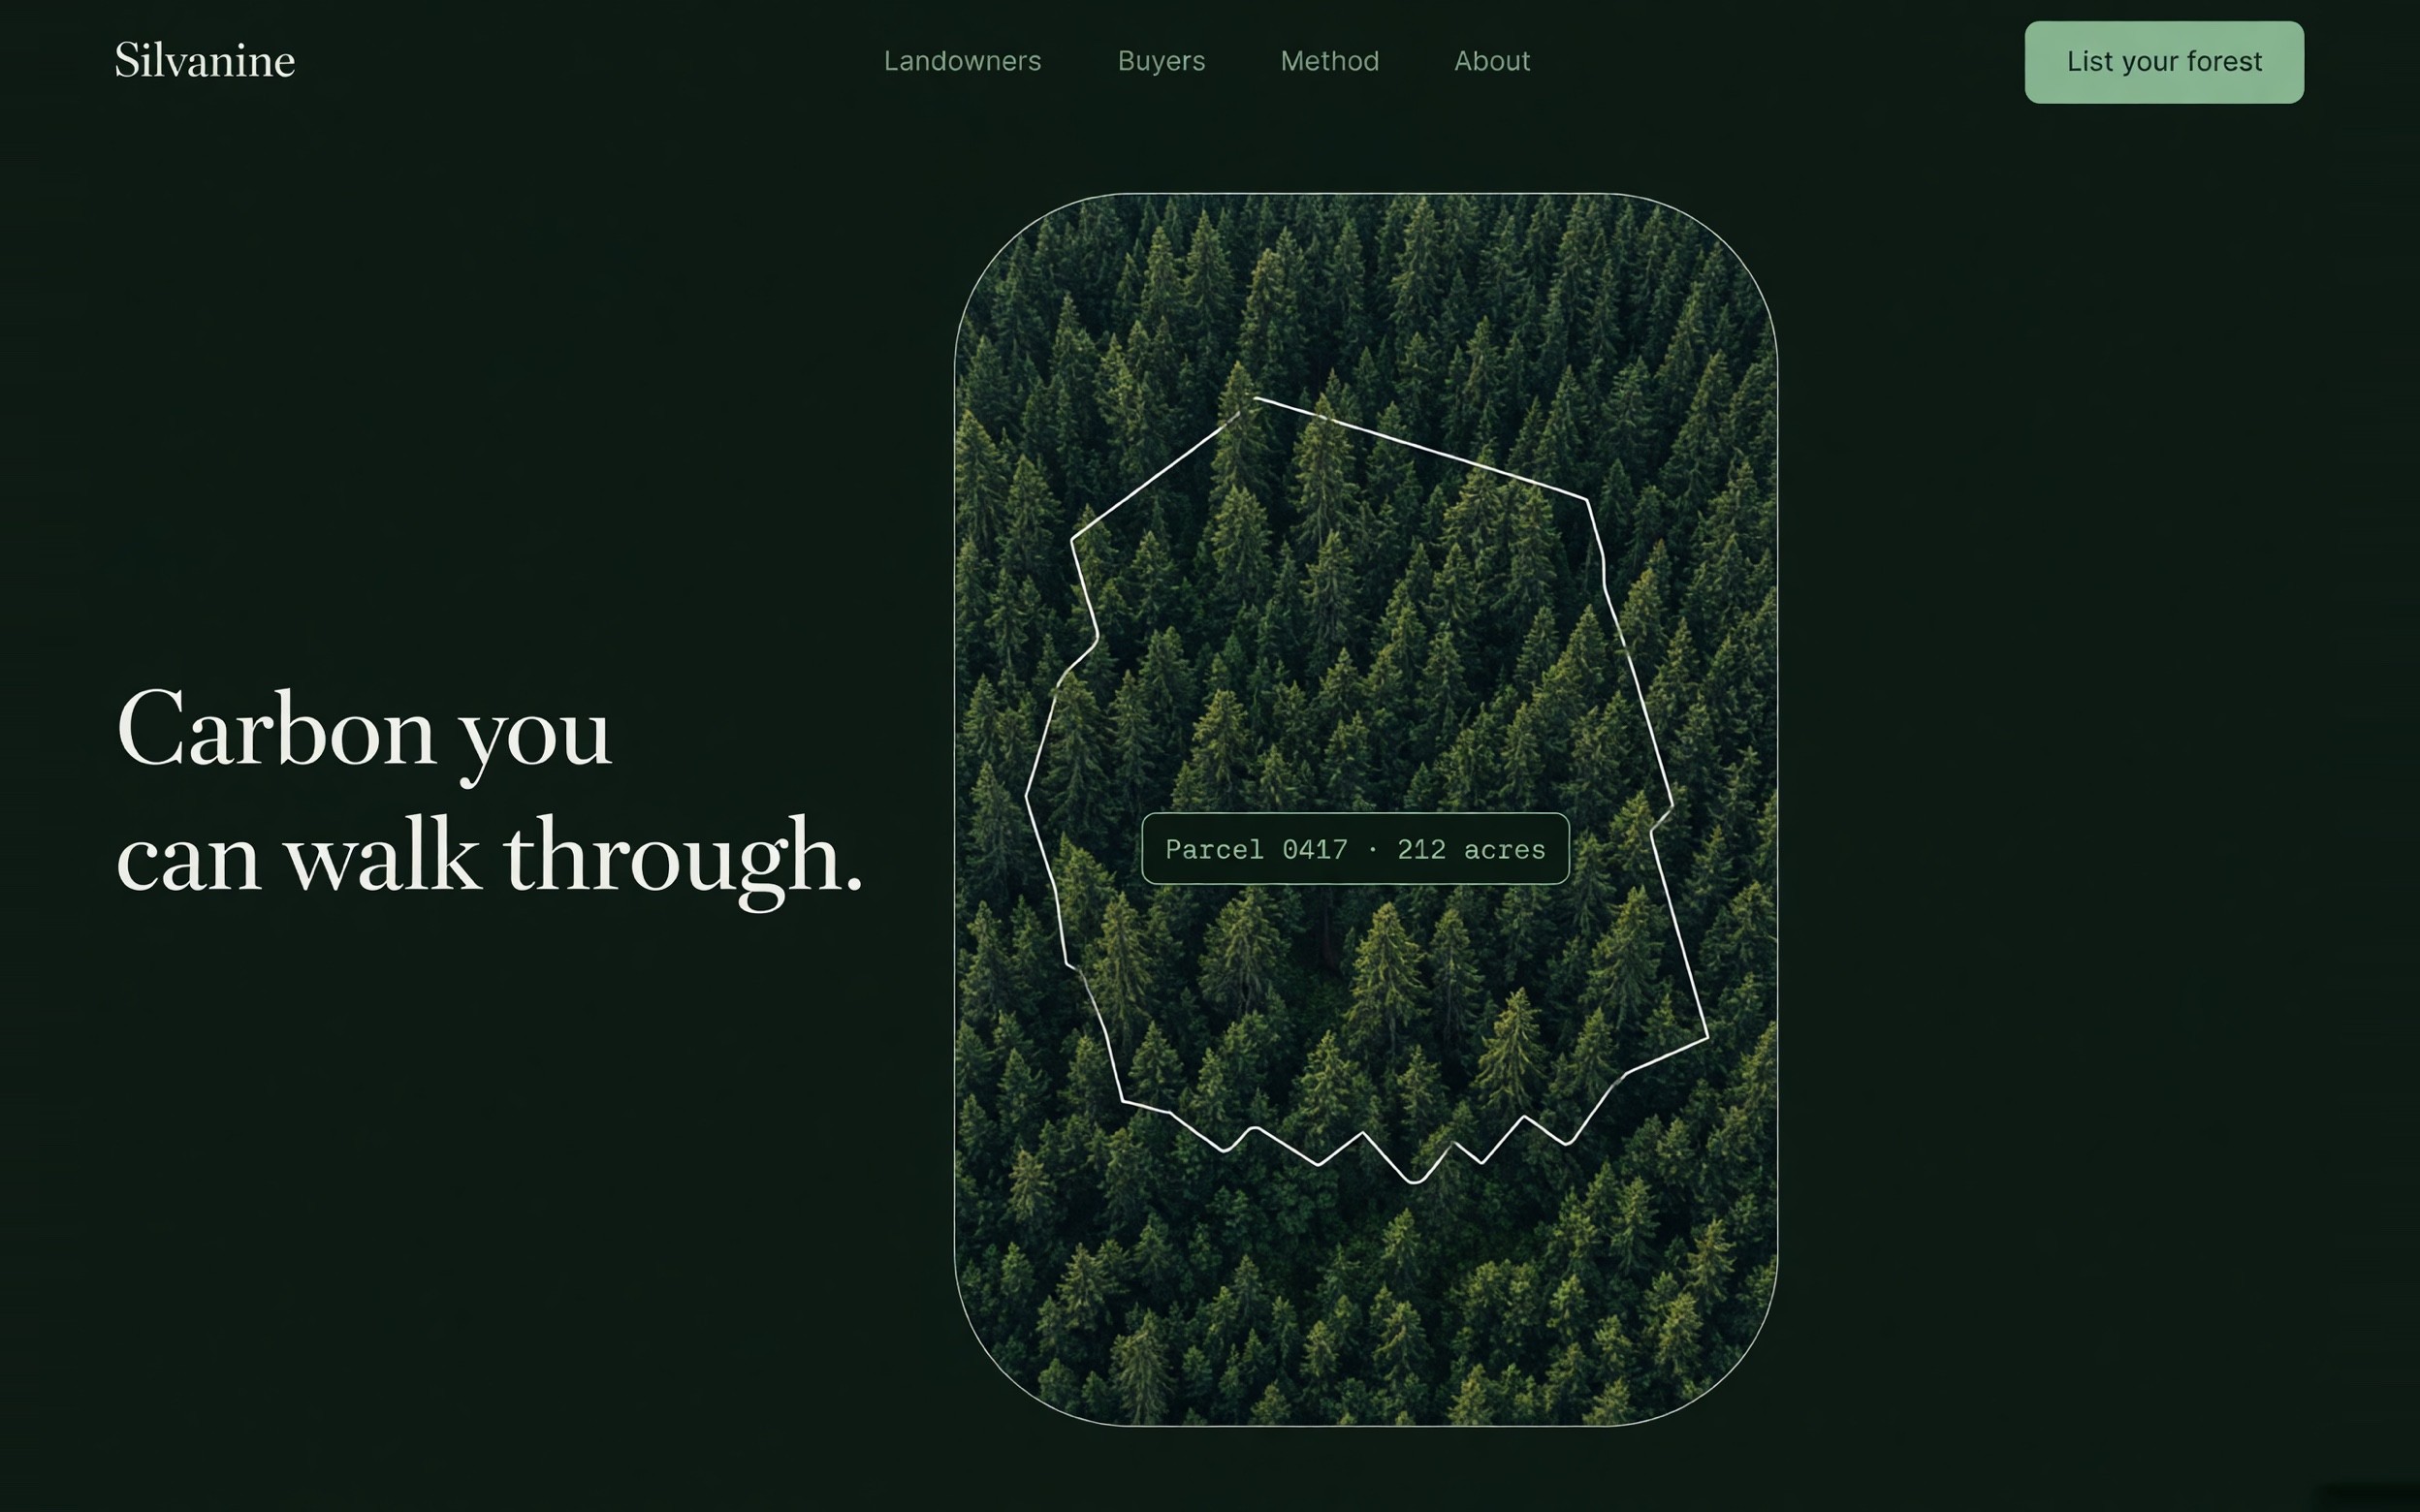 Silvanine
Landowners
Buyers
Method
About
List your forest
Carbon you
can walk through.
Parcel 0417 · 212 acres